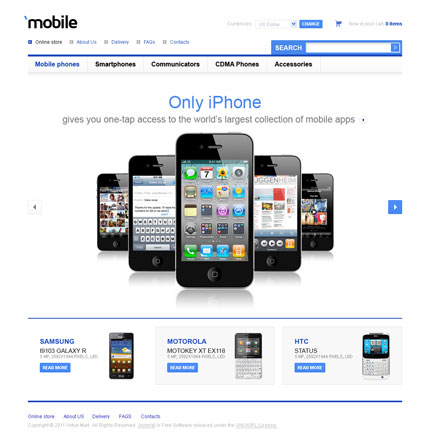 `mobile
Currencies: US Dollar CHANGE
Now in your cart 0 items
Online store About Us Delivery FAQs Contacts
SEARCH
Mobile phones Smartphones Communicators CDMA Phones Accessories
Only iPhone
gives you one-tap access to the world's largest collection of mobile apps
GGENHEIM
SAMSUNG
I9103 GALAXY R
READ MORE
MOTOROLA
MOTOKEY XT EX118
READ MORE
HTC
STATUS
READ MORE
Online store About US Delivery FAQS Contacts
Copyright © 2011 Virtue Mart. All Rights Reserved. Joomla! is Free Software released under the GNU/GPL License.